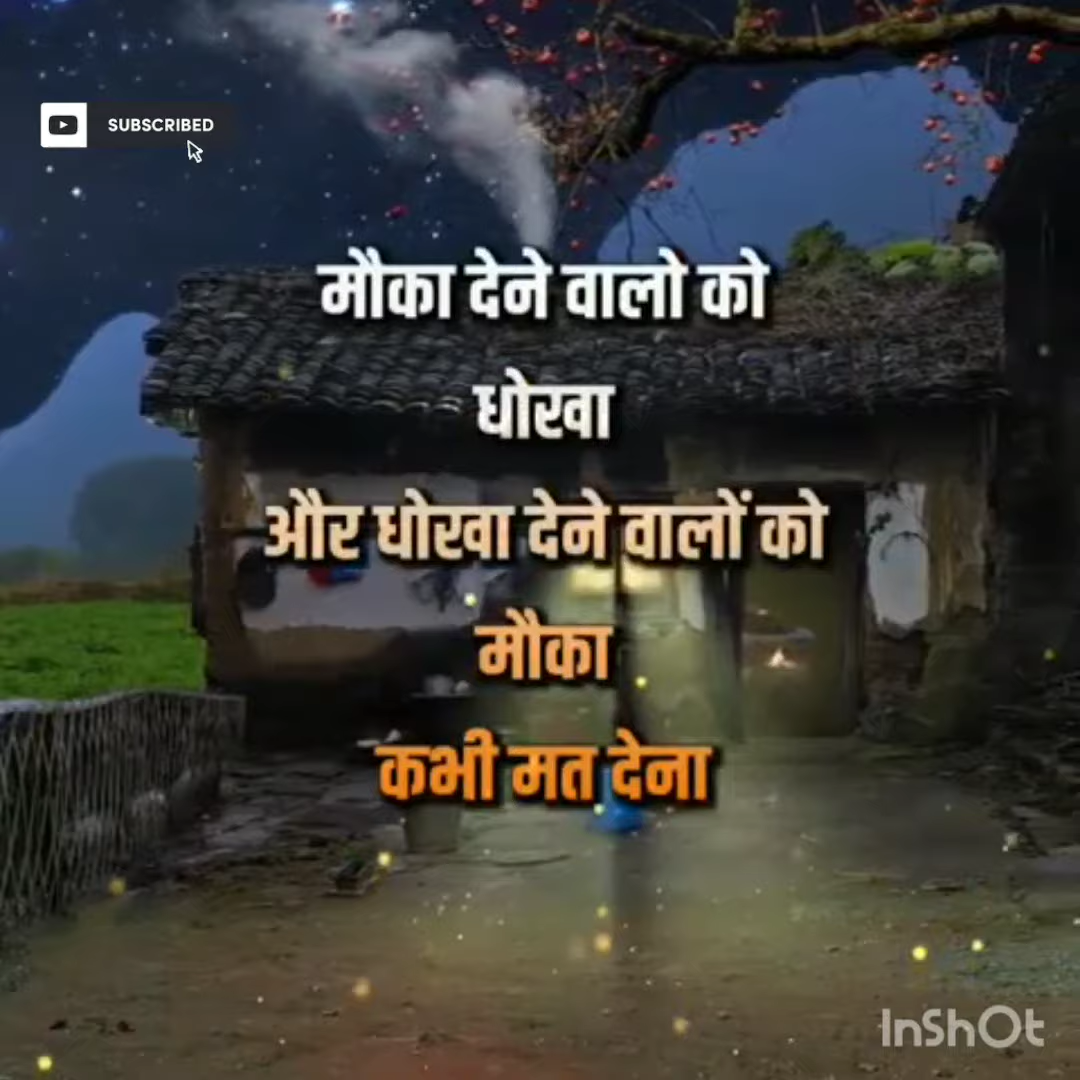 SUBSCRIBED
मौका देने वालो को
धोखा
और धोखा देने वालों को
मौका
कभी मत देना
InShOt